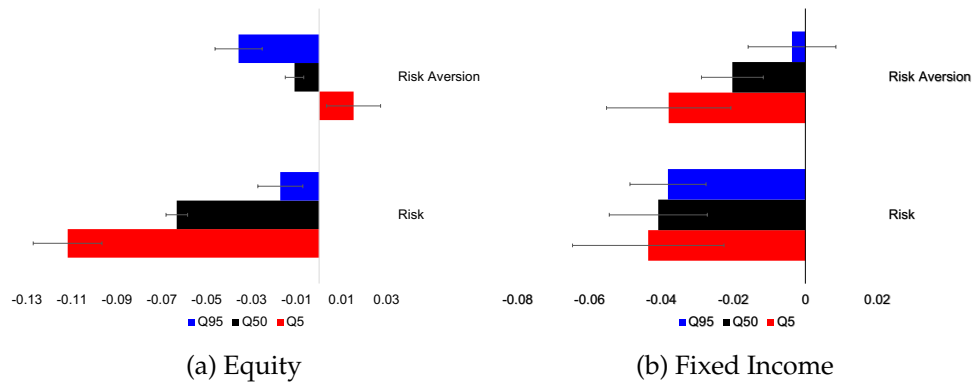 Risk Aversion
Risk
-0.13 -0.11 -0.09 -0.07 -0.05 -0.03 -0.01 0.01 0.03
Q95 Q50 Q5
(a) Equity
Risk Aversion
Risk
-0.08 -0.06 -0.04 -0.02 0 0.02
Q95 Q50 Q5
(b) Fixed Income